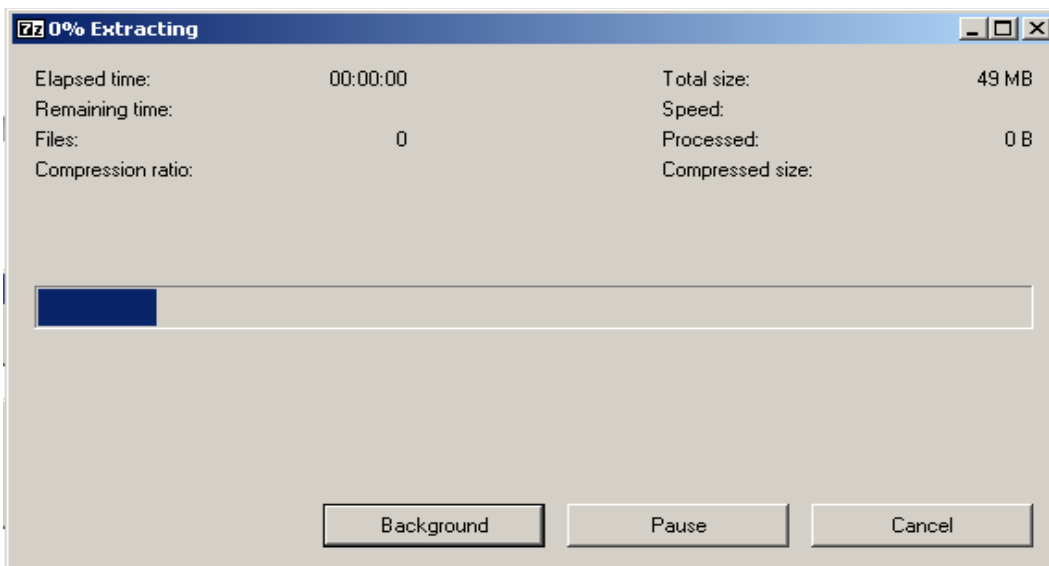 7z 0% Extracting
Elapsed time: 00:00:00 Total size: 49 MB
Remaining time: Speed:
Files: 0 Processed: 0 B
Compression ratio: Compressed size:
Background Pause Cancel